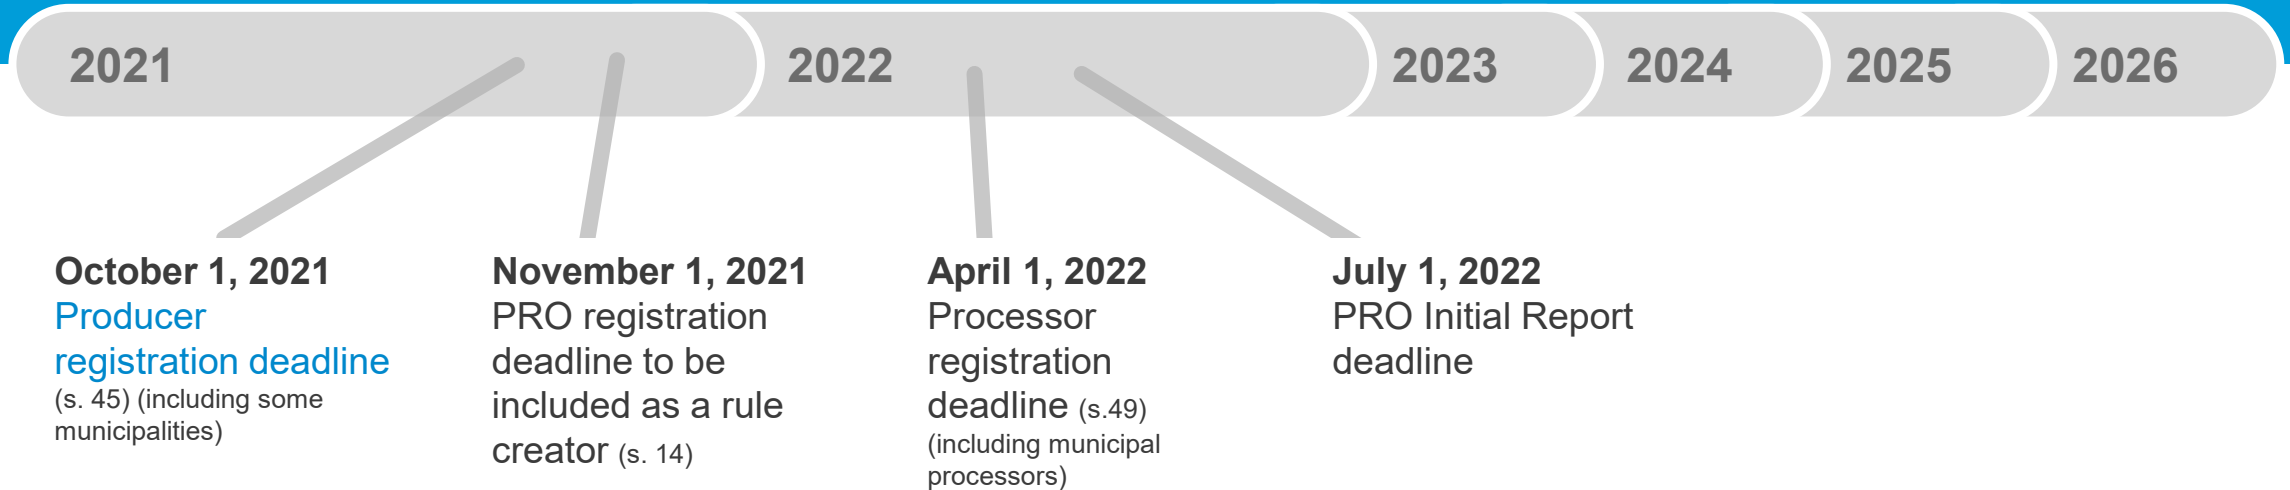 2021
2022
2023
2024
2025
2026
October 1, 2021
Producer
registration deadline
(s. 45) (including some
municipalities)
November 1, 2021
PRO registration
deadline to be
included as a rule
creator (s. 14)
April 1, 2022
Processor
registration
deadline (s.49)
(including municipal
processors)
July 1, 2022
PRO Initial Report
deadline